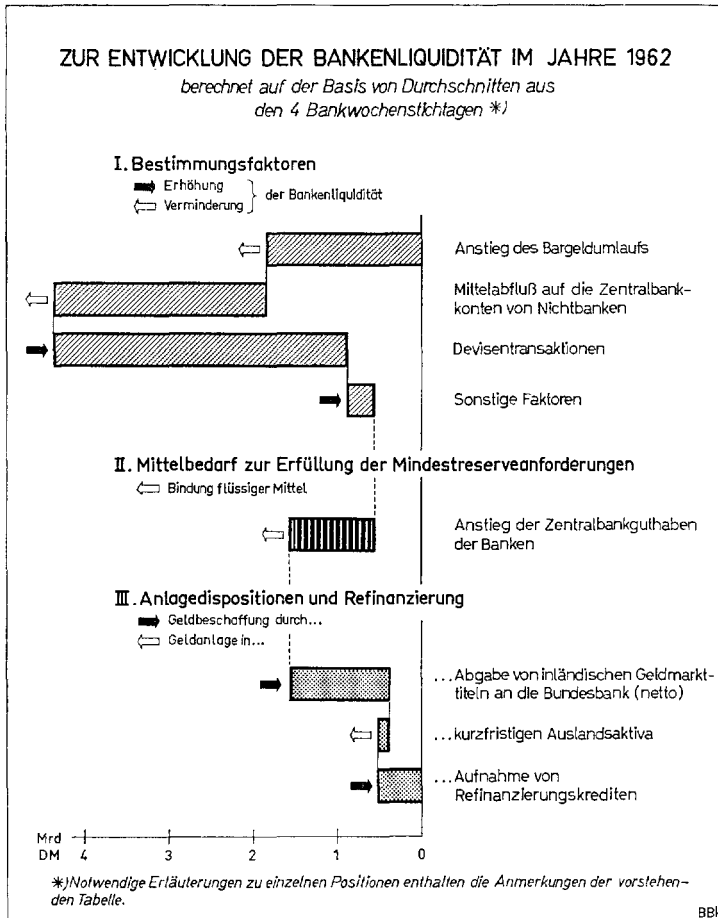 ZUR ENTWICKLUNG DER BANKENLIQUIDITÄT IM JAHRE 1962
berechnet auf der Basis von Durchschnitten aus
den 4 Bankwochenstichtagen *)
I. Bestimmungsfaktoren
Erhöhung
Verminderung
der Bankenliquidität
Anstieg des Bargeldumlaufs
Mittelabfluß auf die Zentralbank-
konten von Nichtbanken
Devisentransaktionen
Sonstige Faktoren
II. Mittelbedarf zur Erfüllung der Mindestreserveanforderungen
Bindung flüssiger Mittel
Anstieg der Zentralbankguthaben
der Banken
III. Anlagedispositionen und Refinanzierung
Geldbeschaffung durch...
Geldanlage in...
...Abgabe von inländischen Geldmarkt-
titeln an die Bundesbank (netto)
...kurzfristigen Auslandsaktiva
...Aufnahme von
Refinanzierungskrediten
Mrd
DM 4 3 2 1 0
*) Notwendige Erläuterungen zu einzelnen Positionen enthalten die Anmerkungen der vorstehen-
den Tabelle.
BBk